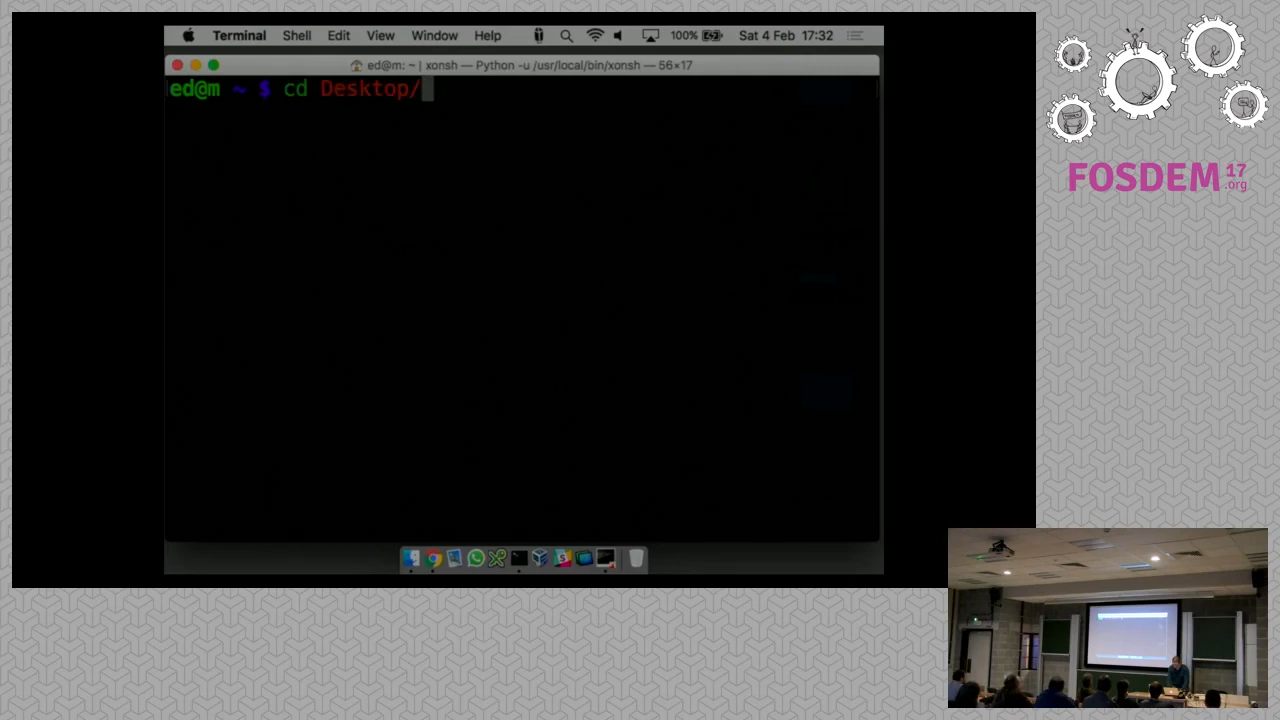 Terminal Shell Edit View Window Help 100% Sat 4 Feb 17:32
ed@m: ~ | xonsh — Python -u /usr/local/bin/xonsh — 56×17
ed@m ~ $ cd Desktop/
FOSDEM 17
.org